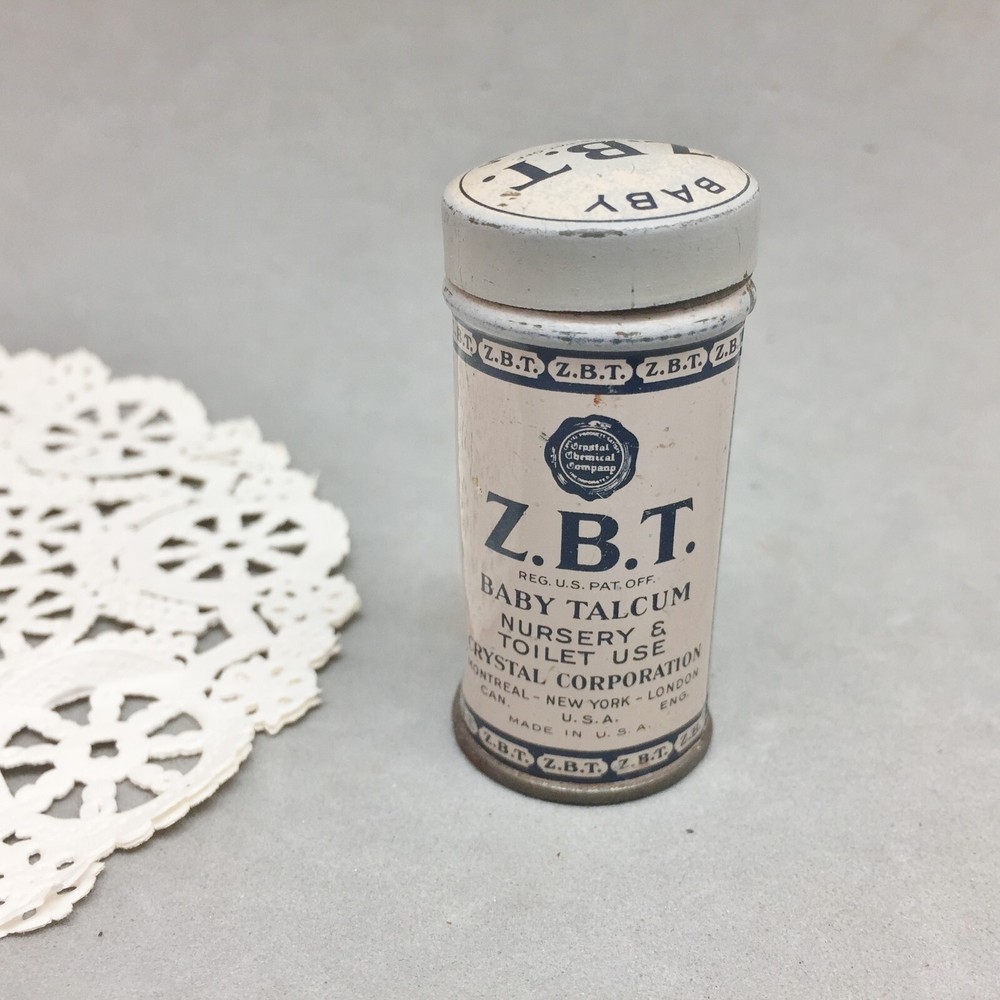 BABY
Z.B.T.
Z.B.T. Z.B.T. Z.B.T.
Crystal
Chemical
Company
Z.B.T.
REG. U.S. PAT. OFF.
BABY TALCUM
NURSERY &
TOILET USE
CRYSTAL CORPORATION
MONTREAL - NEW YORK - LONDON
CAN. U.S.A. ENG.
MADE IN U.S.A.
Z.B.T. Z.B.T. Z.B.T.